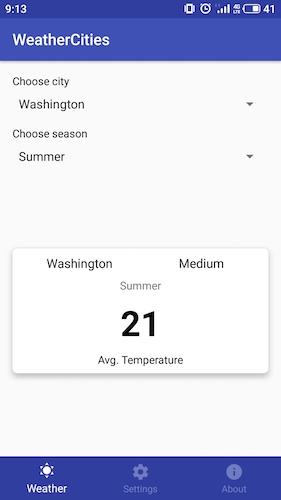 9:13 41
WeatherCities
Choose city
Washington
Choose season
Summer
Washington Medium
Summer
21
Avg. Temperature
Weather Settings About